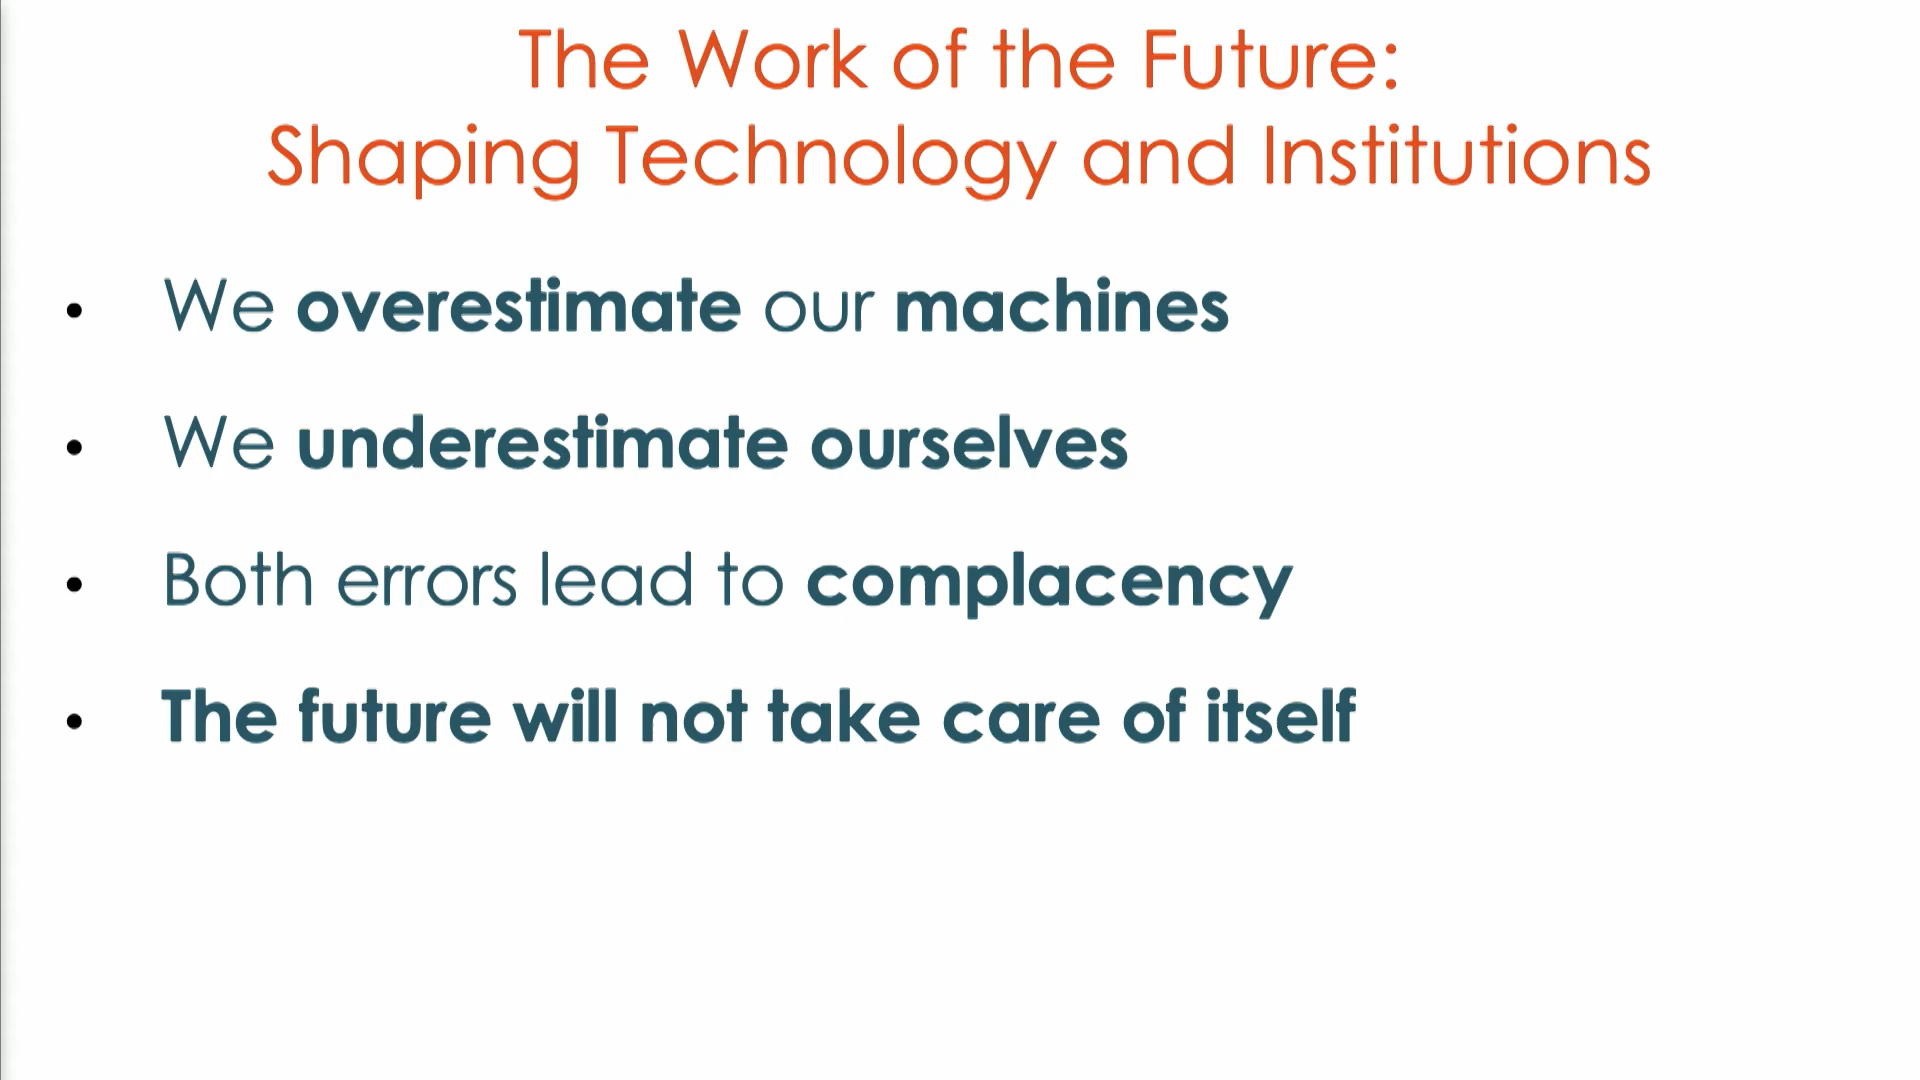 The Work of the Future:
Shaping Technology and Institutions
• We overestimate our machines
• We underestimate ourselves
• Both errors lead to complacency
• The future will not take care of itself